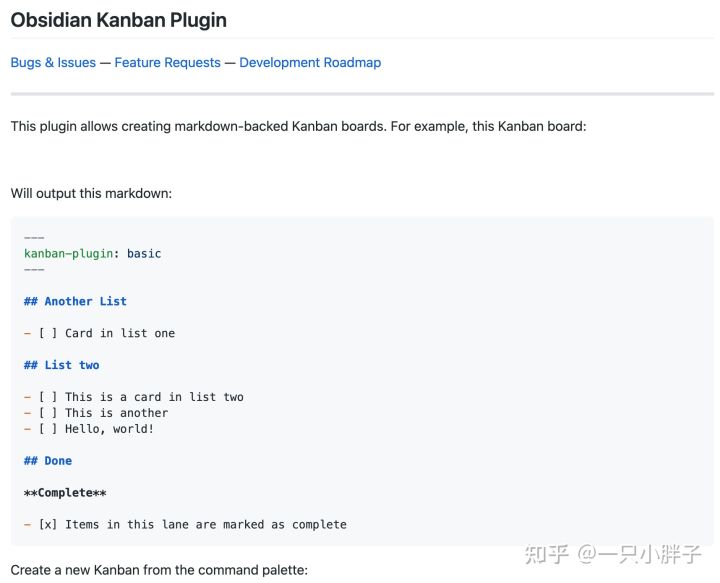 Obsidian Kanban Plugin
Bugs & Issues — Feature Requests — Development Roadmap
This plugin allows creating markdown-backed Kanban boards. For example, this Kanban board:
Will output this markdown:
---
kanban-plugin: basic
---
## Another List
- [ ] Card in list one
## List two
- [ ] This is a card in list two
- [ ] This is another
- [ ] Hello, world!
## Done
**Complete**
- [x] Items in this lane are marked as complete
知乎 @一只小胖子
Create a new Kanban from the command palette: